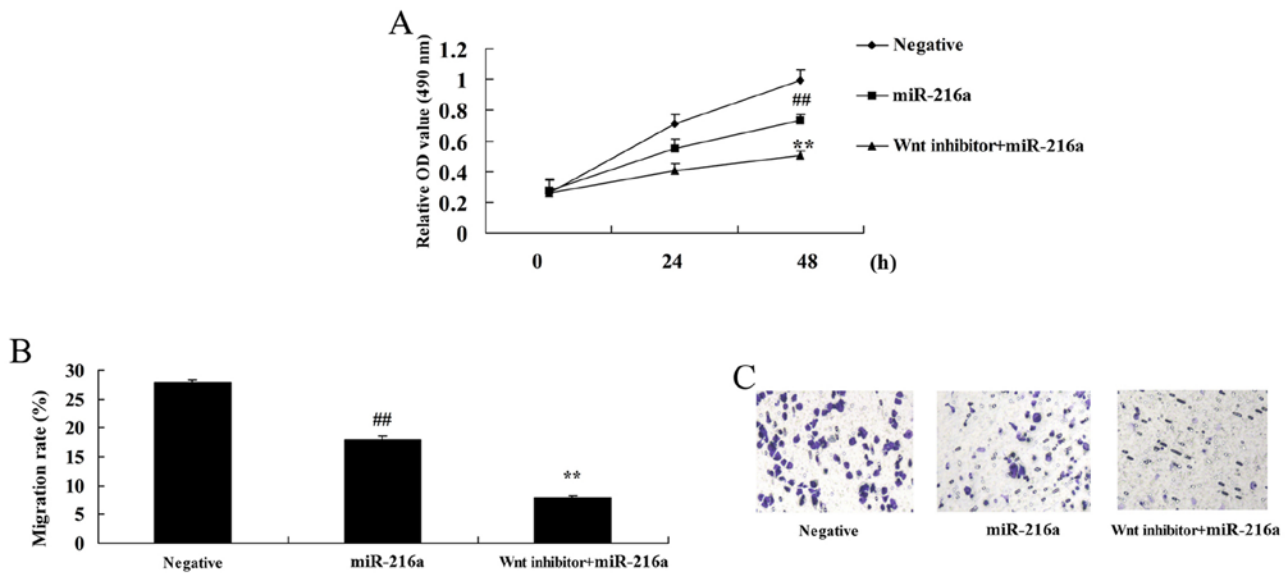 A
Relative OD value (490 nm)
1.2
1
0.8
0.6
0.4
0.2
0
##
**
0 24 48 (h)
Negative
miR-216a
Wnt inhibitor+miR-216a
B
Migration rate (%)
30
25
20
15
10
5
0
##
**
Negative miR-216a Wnt inhibitor+miR-216a
C
Negative miR-216a Wnt inhibitor+miR-216a